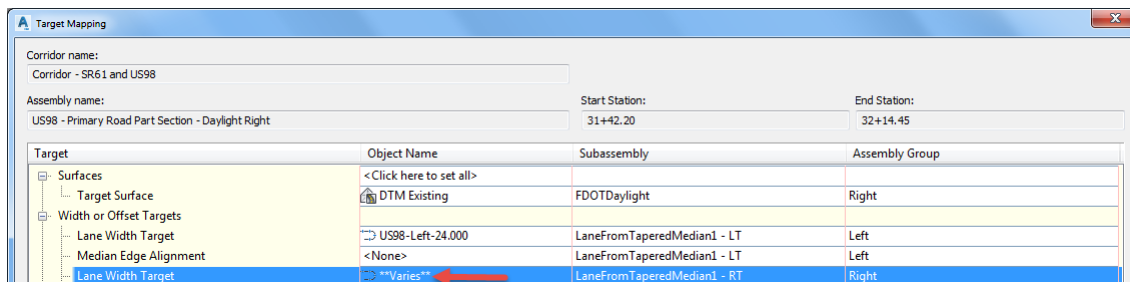 Target Mapping
Corridor name:
Corridor - SR61 and US98
Assembly name: Start Station: End Station:
US98 - Primary Road Part Section - Daylight Right 31+42.20 32+14.45
Target Object Name Subassembly Assembly Group
Surfaces <Click here to set all>
Target Surface DTM Existing FDOTDaylight Right
Width or Offset Targets
Lane Width Target US98-Left-24.000 LaneFromTaperedMedian1 - LT Left
Median Edge Alignment <None> LaneFromTaperedMedian1 - LT Left
Lane Width Target **Varies** LaneFromTaperedMedian1 - RT Right